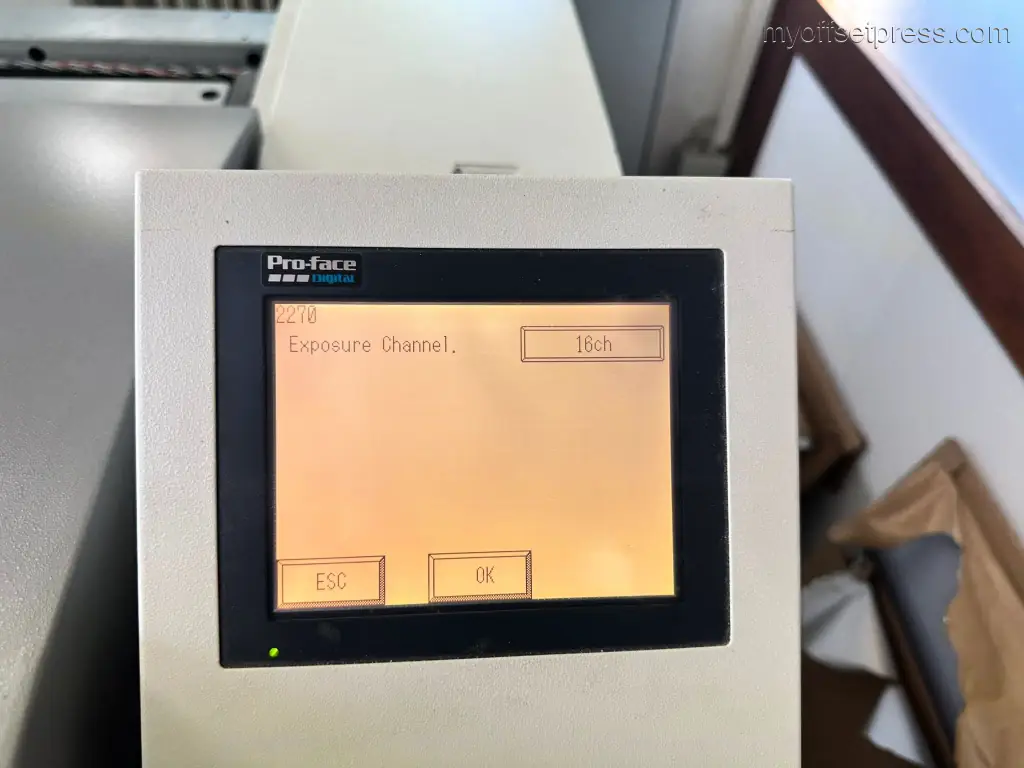 myoffsetpress.com
Pro-face
Digital
2270
Exposure Channel. 16ch
ESC OK